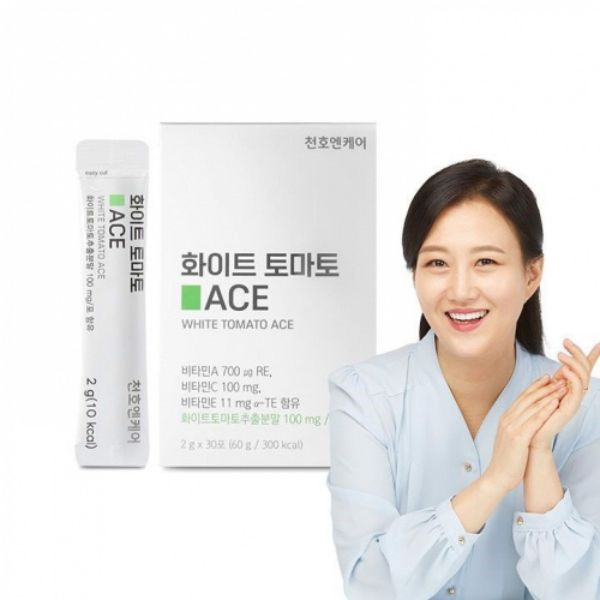 easy cut
화이트 토마토
ACE
WHITE TOMATO ACE
화이트토마토추출분말 100 mg/포 함유
2 g(10 kcal)
천호엔케어
천호엔케어
화이트 토마토
ACE
WHITE TOMATO ACE
비타민A 700 μg RE,
비타민C 100 mg,
비타민E 11 mg α-TE 함유
화이트토마토추출분말 100 mg /
2 g x 30포 (60 g / 300 kcal)